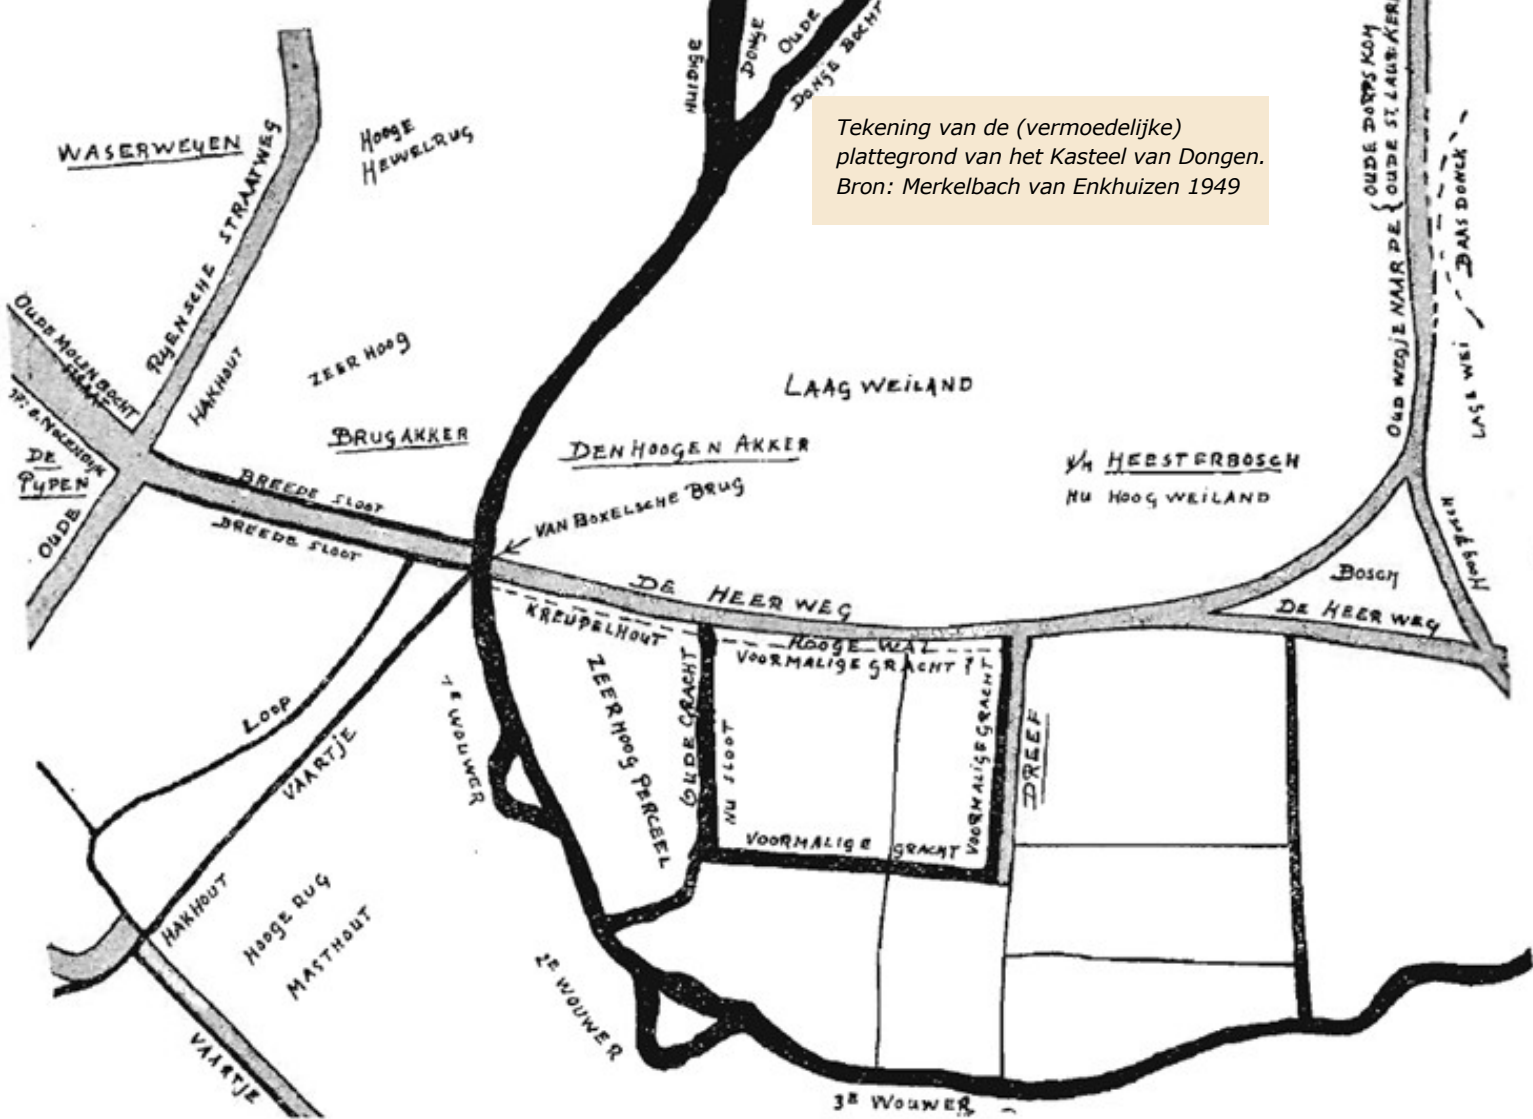 HUIDIGE
DONGE
OUDE
DONGE BOCHT
Tekening van de (vermoedelijke)
plattegrond van het Kasteel van Dongen.
Bron: Merkelbach van Enkhuizen 1949
WASERWEYEN
HOOGE
HEWELRUG
RYENSCHE STRAATWEG
HAKHOUT
ZEER HOOG
OUDE MOLENBOCHT
STRAAT
DE
PYPEN
OUDE
BRUGAKKER
BREEDE SLOOT
BREEDE SLOOT
DEN HOOGEN AKKER
VAN BOXELSCHE BRUG
LAAG WEILAND
HEESTERBOSCH
NU HOOG WEILAND
OUD WEGJE NAAR DE
OUDE DORPSKOM
OUDE ST. LAUR. KERK
BAASDONCK
LAGE WEI
BOSCH
DE HEERWEG
DE HEERWEG
KREUPELHOUT
HOOGE WAL
VOORMALIGE GRACHT ?
OUDE GRACHT
NU SLOOT
VOORMALIGE GRACHT
VOORMALIGE GRACHT
DREEF
ZEER HOOG PERCEEL
1E WOUWER
2E WOUWER
3E WOUWER
LOOP
VAARTJE
HAKHOUT
HOOGE RUG
MASTHOUT
VAARTJE